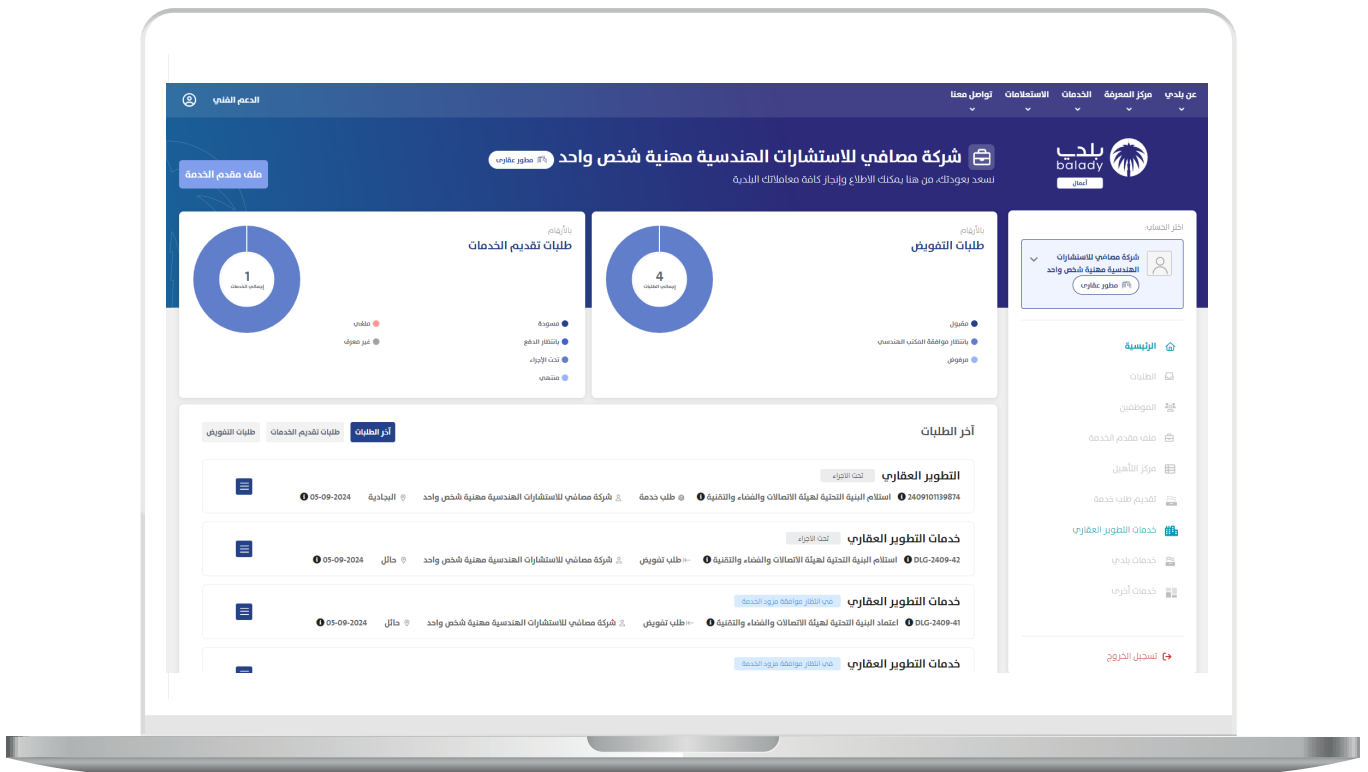 عن بلدي
مركز المعرفة
الخدمات
الاستعلامات
تواصل معنا
الدعم الفني
بلدي
balady
أعمال
شركة مصافي للاستشارات الهندسية مهنية شخص واحد
مطور عقاري
نسعد بعودتك، من هنا يمكنك الاطلاع وإنجاز كافة معاملاتك البلدية
ملف مقدم الخدمة
اختر الحساب:
شركة مصافي للاستشارات
الهندسية مهنية شخص واحد
مطور عقاري
الرئيسية
الطلبات
الموظفين
ملف مقدم الخدمة
مركز التأهيل
تقديم طلب خدمة
خدمات التطوير العقاري
خدمات بلدي
خدمات أخرى
تسجيل الخروج
بالأرقام
طلبات التفويض
4
إجمالي الطلبات
مقبول
بانتظار موافقة المكتب الهندسي
مرفوض
بالأرقام
طلبات تقديم الخدمات
1
إجمالي الخدمات
مسودة
بانتظار الدفع
تحت الإجراء
منتهي
ملغي
غير معرف
آخر الطلبات
آخر الطلبات
طلبات تقديم الخدمات
طلبات التفويض
التطوير العقاري تحت الاجراء
2409101139874 استلام البنية التحتية لهيئة الاتصالات والفضاء والتقنية طلب خدمة شركة مصافي للاستشارات الهندسية مهنية شخص واحد البجادية 05-09-2024
خدمات التطوير العقاري تحت الاجراء
DLG-2409-42 استلام البنية التحتية لهيئة الاتصالات والفضاء والتقنية طلب تفويض شركة مصافي للاستشارات الهندسية مهنية شخص واحد حائل 05-09-2024
خدمات التطوير العقاري في انتظار موافقة مزود الخدمة
DLG-2409-41 اعتماد البنية التحتية لهيئة الاتصالات والفضاء والتقنية طلب تفويض شركة مصافي للاستشارات الهندسية مهنية شخص واحد حائل 05-09-2024
خدمات التطوير العقاري في انتظار موافقة مزود الخدمة